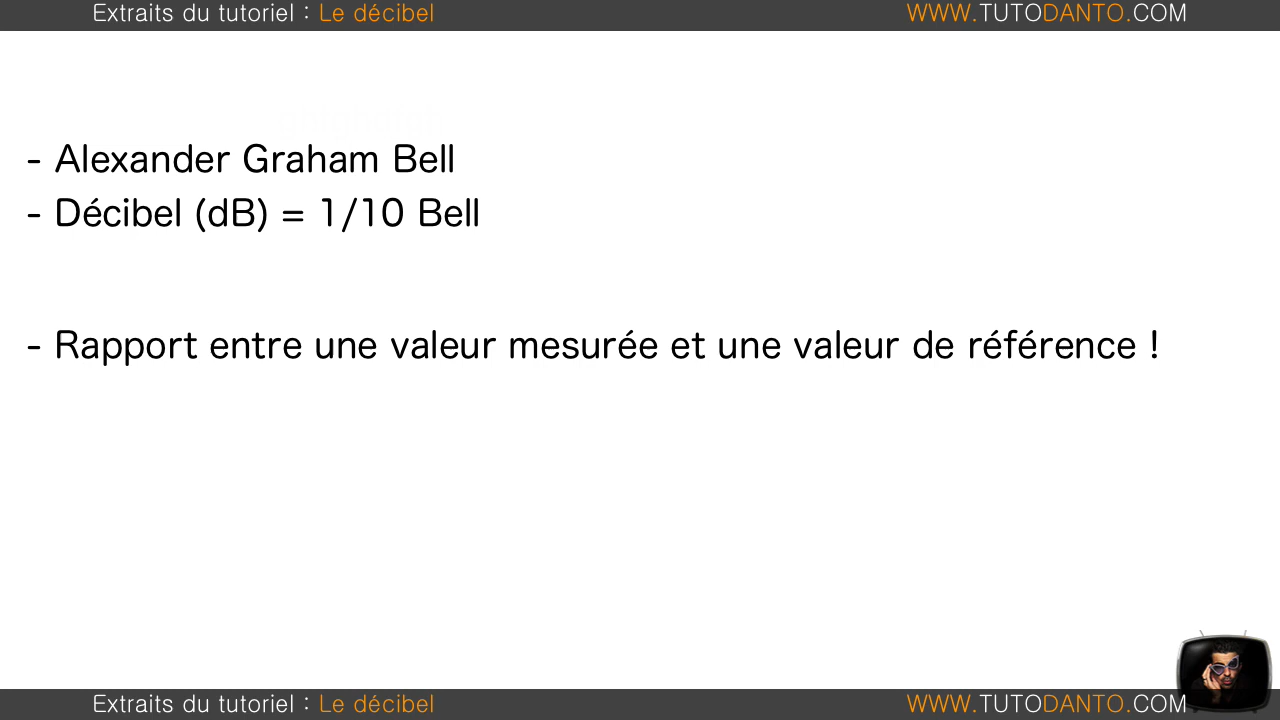 Extraits du tutoriel : Le décibel WWW.TUTODANTO.COM
- Alexander Graham Bell
- Décibel (dB) = 1/10 Bell
- Rapport entre une valeur mesurée et une valeur de référence !
Extraits du tutoriel : Le décibel WWW.TUTODANTO.COM